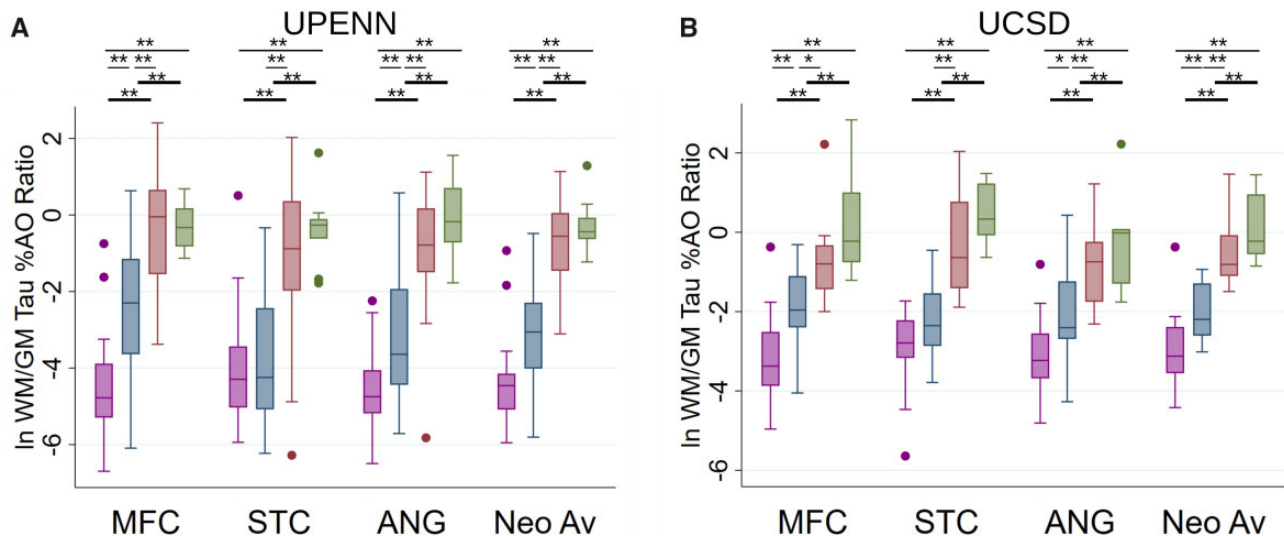 A UPENN
** ** ** **
** ** ** ** ** ** **
** ** ** **
** ** ** **
ln WM/GM Tau %AO Ratio
2
0
-2
-4
-6
MFC STC ANG Neo Av
B UCSD
** ** ** **
** * ** * ** ** **
** ** ** **
** ** ** **
ln WM/GM Tau %AO Ratio
2
0
-2
-4
-6
MFC STC ANG Neo Av